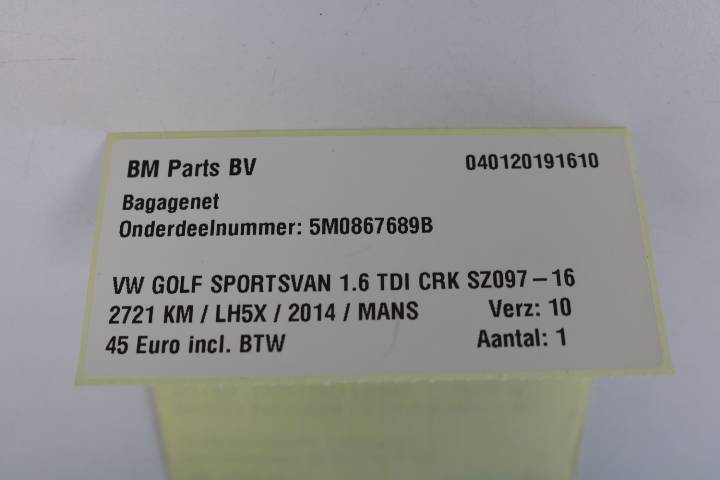 BM Parts BV 040120191610
Bagagenet
Onderdeelnummer: 5M0867689B
VW GOLF SPORTSVAN 1.6 TDI CRK SZ097-16
2721 KM / LH5X / 2014 / MANS Verz: 10
45 Euro incl. BTW Aantal: 1